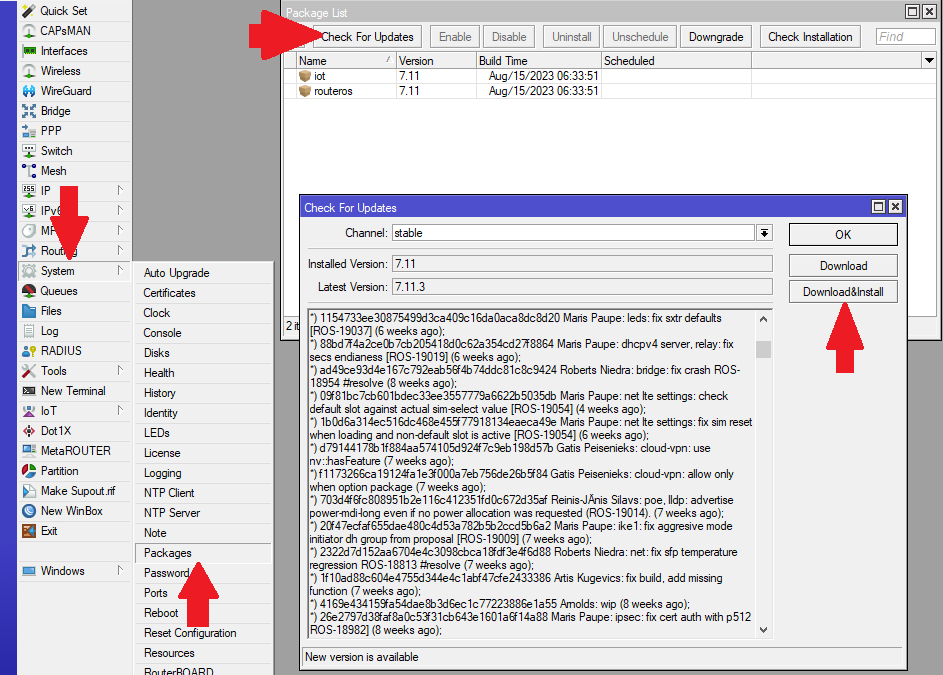 Quick Set
CAPsMAN
Interfaces
Wireless
WireGuard
Bridge
PPP
Switch
Mesh
IP
IPv6
Routing
System
Queues
Files
Log
RADIUS
Tools
New Terminal
IoT
Dot1X
MetaROUTER
Partition
Make Supout.rif
New WinBox
Exit
Windows
Auto Upgrade
Certificates
Clock
Console
Disks
Health
History
Identity
LEDs
License
Logging
NTP Client
NTP Server
Note
Packages
Password
Ports
Reboot
Reset Configuration
Resources
RouterBOARD
Package List
Check For Updates Enable Disable Uninstall Unschedule Downgrade Check Installation Find
Name Version Build Time Scheduled
iot 7.11 Aug/15/2023 06:33:51
routeros 7.11 Aug/15/2023 06:33:51
Check For Updates
Channel: stable OK
Installed Version: 7.11 Download
Latest Version: 7.11.3 Download&Install
*) 1154733ee30875499d3ca409c16da0aca8dc8d20 Maris Paupe: leds: fix sxtr defaults
[ROS-19037] (6 weeks ago);
*) 88bd7f4a2ce0b7cb205418d0c62a354cd27f8864 Maris Paupe: dhcpv4 server, relay: fix
secs endianess [ROS-19019] (6 weeks ago);
*) ad49ce93d4e167c792eab56f4b74ddc81c8c9424 Roberts Niedra: bridge: fix crash ROS-
18954 #resolve (8 weeks ago);
*) 09f81bc7cb601bdec33ee3557779a6622b5035db Maris Paupe: net lte settings: check
default slot against actual sim-select value [ROS-19054] (4 weeks ago);
*) 1b0d6a314ec516dc468e455f77918134eaeca49e Maris Paupe: net lte settings: fix sim reset
when loading and non-default slot is active [ROS-19054] (6 weeks ago);
*) d79144178b1f884aa574105d924f7c9eb198d57b Gatis Peisenieks: cloud-vpn: use
nv::hasFeature (7 weeks ago);
*) f1173266ca19124fa1e3f000a7eb756de26b5f84 Gatis Peisenieks: cloud-vpn: allow only
when option package (7 weeks ago);
*) 703d4f6fc808951b2e116c412351fd0c672d35af Reinis-JÄnis Silavs: poe, lldp: advertise
power-mdi-long even if no power allocation was requested (ROS-19014). (7 weeks ago);
*) 20f47ecfaf655dae480c4d53a782b5b2ccd5b6a2 Maris Paupe: ike1: fix aggresive mode
initiator dh group from proposal [ROS-19009] (7 weeks ago);
*) 2322d7d152aa6704e4c3098cbca18fdf3e4f6d88 Roberts Niedra: net: fix sfp temperature
regression ROS-18813 #resolve (7 weeks ago);
*) 1f10ad88c604e4755d344e4c1abf47cfe2433386 Artis Kugevics: fix build, add missing
function (7 weeks ago);
*) 4169e434159fa54dae8b3d6ec1c77223886e1a55 Arnolds: wip (8 weeks ago);
*) 26e2797d38faf8a0c53f31cb643e1601a6f14a88 Maris Paupe: ipsec: fix cert auth with p512
[ROS-18982] (8 weeks ago);
New version is available